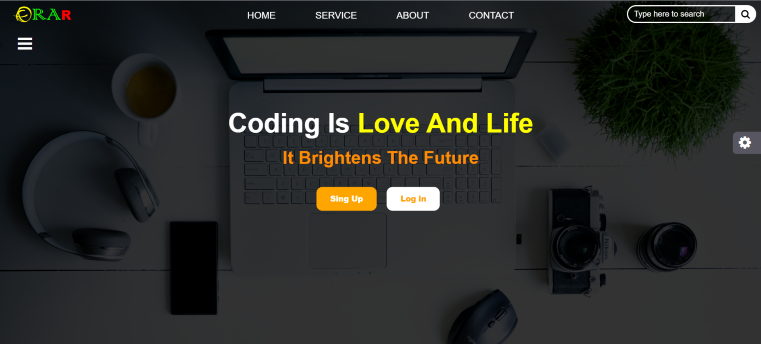 eRAR
HOME SERVICE ABOUT CONTACT
Type here to search
Coding Is Love And Life
It Brightens The Future
Sing Up
Log in